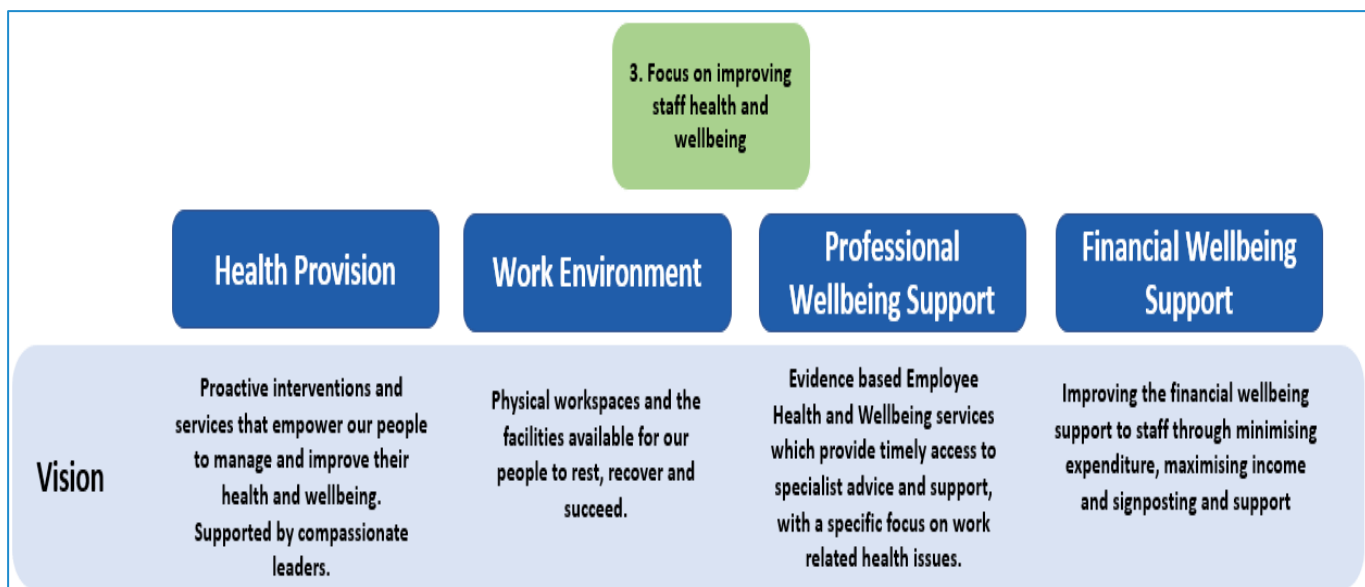 3. Focus on improving
staff health and
wellbeing
Health Provision
Work Environment
Professional
Wellbeing Support
Financial Wellbeing
Support
Vision
Proactive interventions and
services that empower our people
to manage and improve their
health and wellbeing.
Supported by compassionate
leaders.
Physical workspaces and the
facilities available for our
people to rest, recover and
succeed.
Evidence based Employee
Health and Wellbeing services
which provide timely access to
specialist advice and support,
with a specific focus on work
related health issues.
Improving the financial wellbeing
support to staff through minimising
expenditure, maximising income
and signposting and support